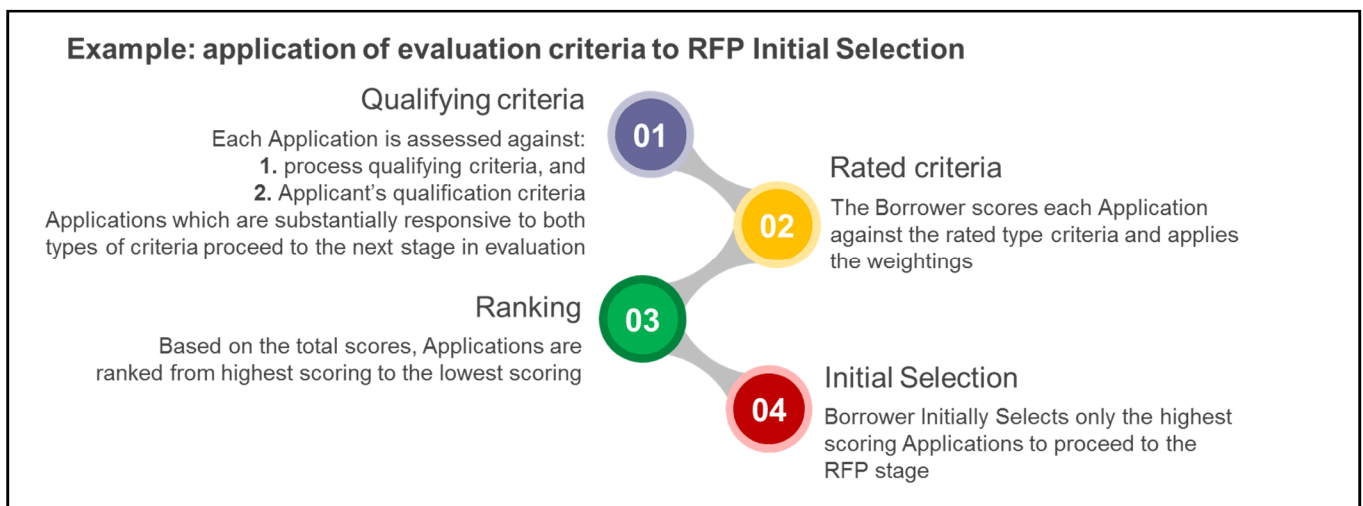 Example: application of evaluation criteria to RFP Initial Selection
Qualifying criteria
Each Application is assessed against:
1. process qualifying criteria, and
2. Applicant's qualification criteria
Applications which are substantially responsive to both
types of criteria proceed to the next stage in evaluation
01
Rated criteria
The Borrower scores each Application
against the rated type criteria and applies
the weightings
02
Ranking
Based on the total scores, Applications are
ranked from highest scoring to the lowest scoring
03
Initial Selection
Borrower Initially Selects only the highest
scoring Applications to proceed to the
RFP stage
04